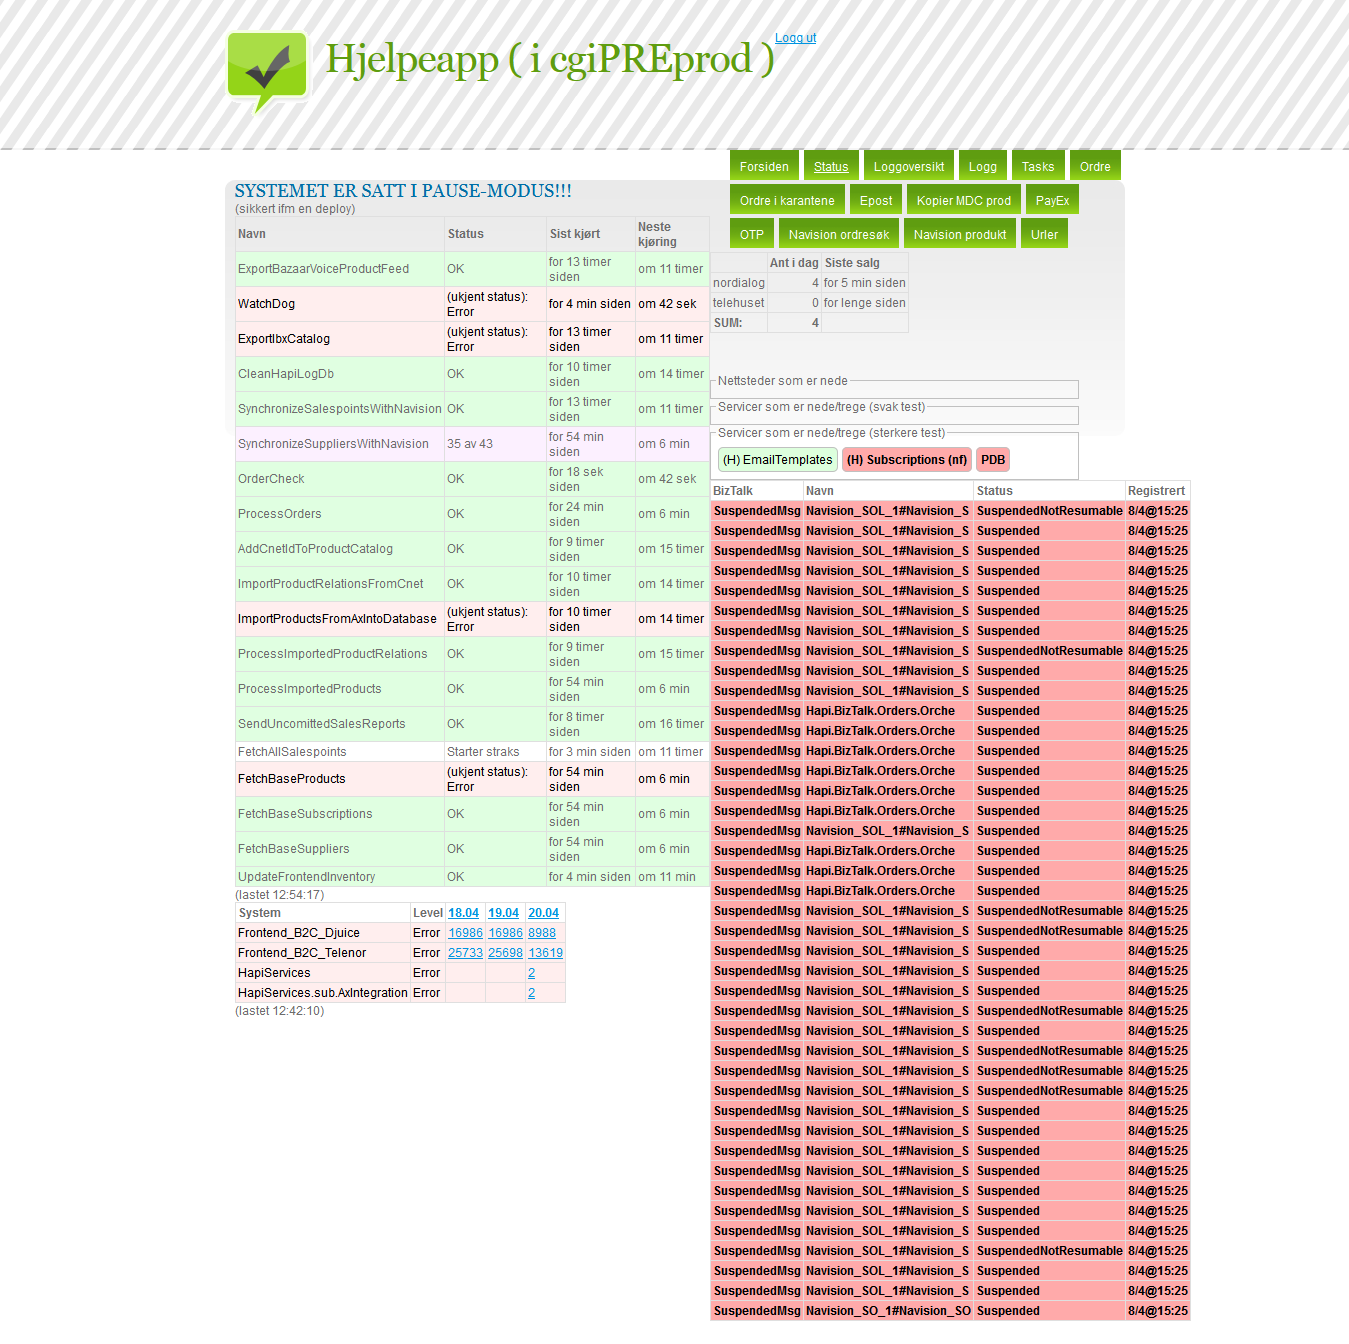 Hjelpeapp ( i cgiPREprod )
Logg ut
Forsiden Status Loggoversikt Logg Tasks Ordre
Ordre i karantene Epost Kopier MDC prod PayEx
OTP Navision ordresøk Navision produkt Urler
SYSTEMET ER SATT I PAUSE-MODUS!!!
(sikkert ifm en deploy)
Navn Status Sist kjørt Neste kjøring
ExportBazaarVoiceProductFeed OK for 13 timer siden om 11 timer
WatchDog (ukjent status): Error for 4 min siden om 42 sek
ExportIbxCatalog (ukjent status): Error for 13 timer siden om 11 timer
CleanHapiLogDb OK for 10 timer siden om 14 timer
SynchronizeSalespointsWithNavision OK for 13 timer siden om 11 timer
SynchronizeSuppliersWithNavision 35 av 43 for 54 min siden om 6 min
OrderCheck OK for 18 sek siden om 42 sek
ProcessOrders OK for 24 min siden om 6 min
AddCnetIdToProductCatalog OK for 9 timer siden om 15 timer
ImportProductRelationsFromCnet OK for 10 timer siden om 14 timer
ImportProductsFromAxIntoDatabase (ukjent status): Error for 10 timer siden om 14 timer
ProcessImportedProductRelations OK for 9 timer siden om 15 timer
ProcessImportedProducts OK for 54 min siden om 6 min
SendUncomittedSalesReports OK for 8 timer siden om 16 timer
FetchAllSalespoints Starter straks for 3 min siden om 11 timer
FetchBaseProducts (ukjent status): Error for 54 min siden om 6 min
FetchBaseSubscriptions OK for 54 min siden om 6 min
FetchBaseSuppliers OK for 54 min siden om 6 min
UpdateFrontendInventory OK for 4 min siden om 11 min
(lastet 12:54:17)
System Level 18.04 19.04 20.04
Frontend_B2C_Djuice Error 16986 16986 8988
Frontend_B2C_Telenor Error 25733 25698 13619
HapiServices Error 2
HapiServices.sub.AxIntegration Error 2
(lastet 12:42:10)
Ant i dag Siste salg
nordialog 4 for 5 min siden
telehuset 0 for lenge siden
SUM: 4
Nettsteder som er nede
Servicer som er nede/trege (svak test)
Servicer som er nede/trege (sterkere test)
(H) EmailTemplates (H) Subscriptions (nf) PDB
BizTalk Navn Status Registrert
SuspendedMsg Navision_SOL_1#Navision_S SuspendedNotResumable 8/4@15:25
SuspendedMsg Navision_SOL_1#Navision_S Suspended 8/4@15:25
SuspendedMsg Navision_SOL_1#Navision_S Suspended 8/4@15:25
SuspendedMsg Navision_SOL_1#Navision_S Suspended 8/4@15:25
SuspendedMsg Navision_SOL_1#Navision_S Suspended 8/4@15:25
SuspendedMsg Navision_SOL_1#Navision_S Suspended 8/4@15:25
SuspendedMsg Navision_SOL_1#Navision_S Suspended 8/4@15:25
SuspendedMsg Navision_SOL_1#Navision_S SuspendedNotResumable 8/4@15:25
SuspendedMsg Navision_SOL_1#Navision_S Suspended 8/4@15:25
SuspendedMsg Navision_SOL_1#Navision_S Suspended 8/4@15:25
SuspendedMsg Hapi.BizTalk.Orders.Orche Suspended 8/4@15:25
SuspendedMsg Hapi.BizTalk.Orders.Orche Suspended 8/4@15:25
SuspendedMsg Hapi.BizTalk.Orders.Orche Suspended 8/4@15:25
SuspendedMsg Hapi.BizTalk.Orders.Orche Suspended 8/4@15:25
SuspendedMsg Hapi.BizTalk.Orders.Orche Suspended 8/4@15:25
SuspendedMsg Hapi.BizTalk.Orders.Orche Suspended 8/4@15:25
SuspendedMsg Navision_SOL_1#Navision_S Suspended 8/4@15:25
SuspendedMsg Hapi.BizTalk.Orders.Orche Suspended 8/4@15:25
SuspendedMsg Hapi.BizTalk.Orders.Orche Suspended 8/4@15:25
SuspendedMsg Hapi.BizTalk.Orders.Orche Suspended 8/4@15:25
SuspendedMsg Navision_SOL_1#Navision_S SuspendedNotResumable 8/4@15:25
SuspendedMsg Navision_SOL_1#Navision_S SuspendedNotResumable 8/4@15:25
SuspendedMsg Navision_SOL_1#Navision_S Suspended 8/4@15:25
SuspendedMsg Navision_SOL_1#Navision_S Suspended 8/4@15:25
SuspendedMsg Navision_SOL_1#Navision_S Suspended 8/4@15:25
SuspendedMsg Navision_SOL_1#Navision_S SuspendedNotResumable 8/4@15:25
SuspendedMsg Navision_SOL_1#Navision_S Suspended 8/4@15:25
SuspendedMsg Navision_SOL_1#Navision_S SuspendedNotResumable 8/4@15:25
SuspendedMsg Navision_SOL_1#Navision_S SuspendedNotResumable 8/4@15:25
SuspendedMsg Navision_SOL_1#Navision_S SuspendedNotResumable 8/4@15:25
SuspendedMsg Navision_SOL_1#Navision_S Suspended 8/4@15:25
SuspendedMsg Navision_SOL_1#Navision_S Suspended 8/4@15:25
SuspendedMsg Navision_SOL_1#Navision_S Suspended 8/4@15:25
SuspendedMsg Navision_SOL_1#Navision_S Suspended 8/4@15:25
SuspendedMsg Navision_SOL_1#Navision_S Suspended 8/4@15:25
SuspendedMsg Navision_SOL_1#Navision_S Suspended 8/4@15:25
SuspendedMsg Navision_SOL_1#Navision_S Suspended 8/4@15:25
SuspendedMsg Navision_SOL_1#Navision_S SuspendedNotResumable 8/4@15:25
SuspendedMsg Navision_SOL_1#Navision_S Suspended 8/4@15:25
SuspendedMsg Navision_SOL_1#Navision_S Suspended 8/4@15:25
SuspendedMsg Navision_SO_1#Navision_SO Suspended 8/4@15:25